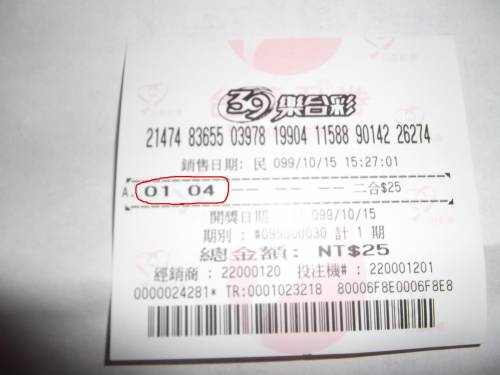 39樂合彩
21474 83655 03978 19904 11588 90142 26274
銷售日期: 民 099/10/15 15:27:01
A. 01 04 -- -- -- -- 二合$25
開獎日期 : 099/10/15
期別 : #099000030 計 1 期
總金額: NT$25
經銷商 : 22000120 投注機# : 220001201
0000024281* TR:0001023218 80006F8E0006F8E8